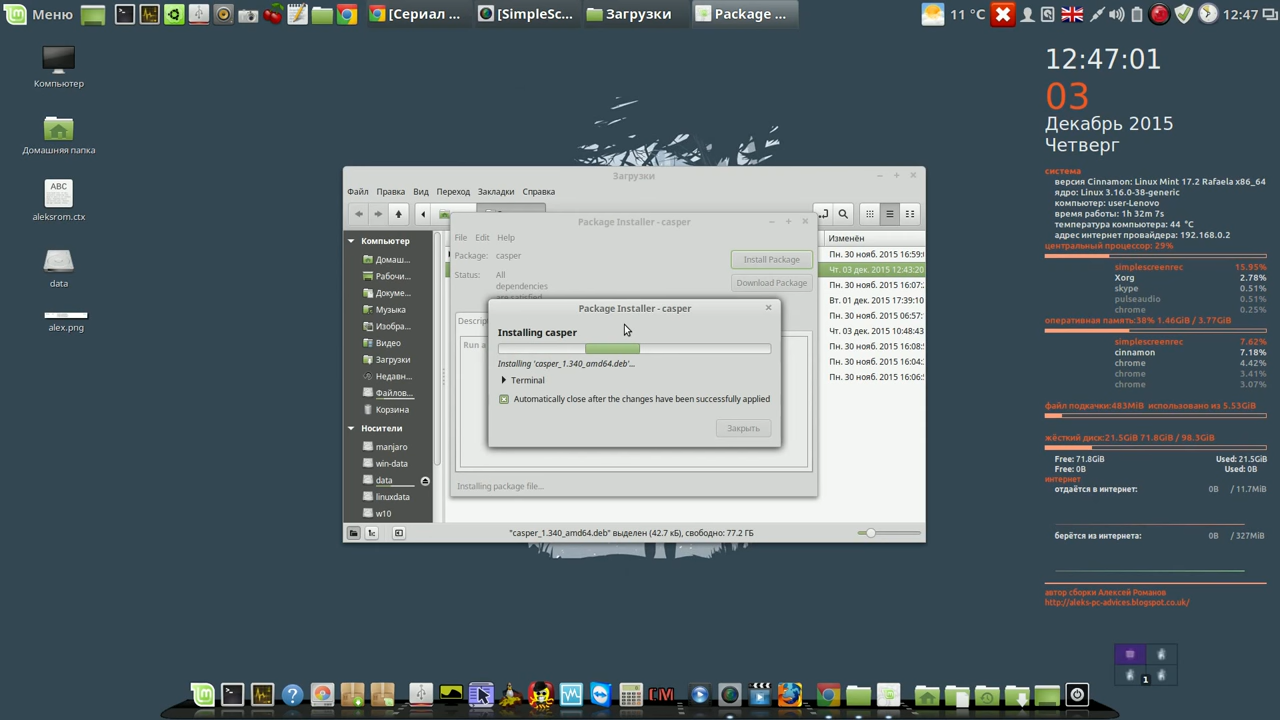 Меню
[Сериал ...
[SimpleSc...
Загрузки
Package ...
11 °C
12:47
Компьютер
Домашняя папка
ABC
aleksrom.ctx
data
alex.png
12:47:01
03
Декабрь 2015
Четверг
система
версия Cinnamon: Linux Mint 17.2 Rafaela x86_64
ядро: Linux 3.16.0-38-generic
компьютер: user-Lenovo
время работы: 1h 32m 7s
температура компьютера: 44 °C
адрес интернет провайдера: 192.168.0.2
центральный процессор: 29%
simplescreenrec 15.95%
Xorg 2.78%
skype 0.51%
pulseaudio 0.51%
chrome 0.25%
оперативная память:38% 1.46GiB / 3.77GiB
simplescreenrec 7.62%
cinnamon 7.18%
chrome 4.42%
chrome 3.41%
chrome 3.07%
файл подкачки:483MiB использовано из 5.53GiB
жёсткий диск:21.5GiB 71.8GiB / 98.3GiB
Free: 71.8GiB Used: 21.5GiB
Free: 0B Used: 0B
интернет
отдаётся в интернет: 0B / 11.7MiB
берётся из интернета: 0B / 327MiB
автор сборки Алексей Романов
http://aleks-pc-advices.blogspot.co.uk/
Загрузки
Файл Правка Вид Переход Закладки Справка
Компьютер
Домаш...
Рабочи...
Докуме...
Музыка
Изобра...
Видео
Загрузки
Недавн...
Файлов...
Корзина
Носители
manjaro
win-data
data
linuxdata
w10
Изменён
Пн. 30 нояб. 2015 16:59:
Чт. 03 дек. 2015 12:43:20
Пн. 30 нояб. 2015 16:07:
Вт. 01 дек. 2015 17:39:10
Пн. 30 нояб. 2015 06:57:
Чт. 03 дек. 2015 10:48:43
Пн. 30 нояб. 2015 16:08:
Пн. 30 нояб. 2015 16:04:
Пн. 30 нояб. 2015 16:06:
"casper_1.340_amd64.deb" выделен (42.7 кБ), свободно: 77.2 ГБ
Package Installer - casper
File Edit Help
Package: casper
Install Package
Status: All
dependencies
are satisfied
Download Package
Descrip
Run a
Installing package file...
Package Installer - casper
Installing casper
Installing 'casper_1.340_amd64.deb'...
Terminal
Automatically close after the changes have been successfully applied
Закрыть
1